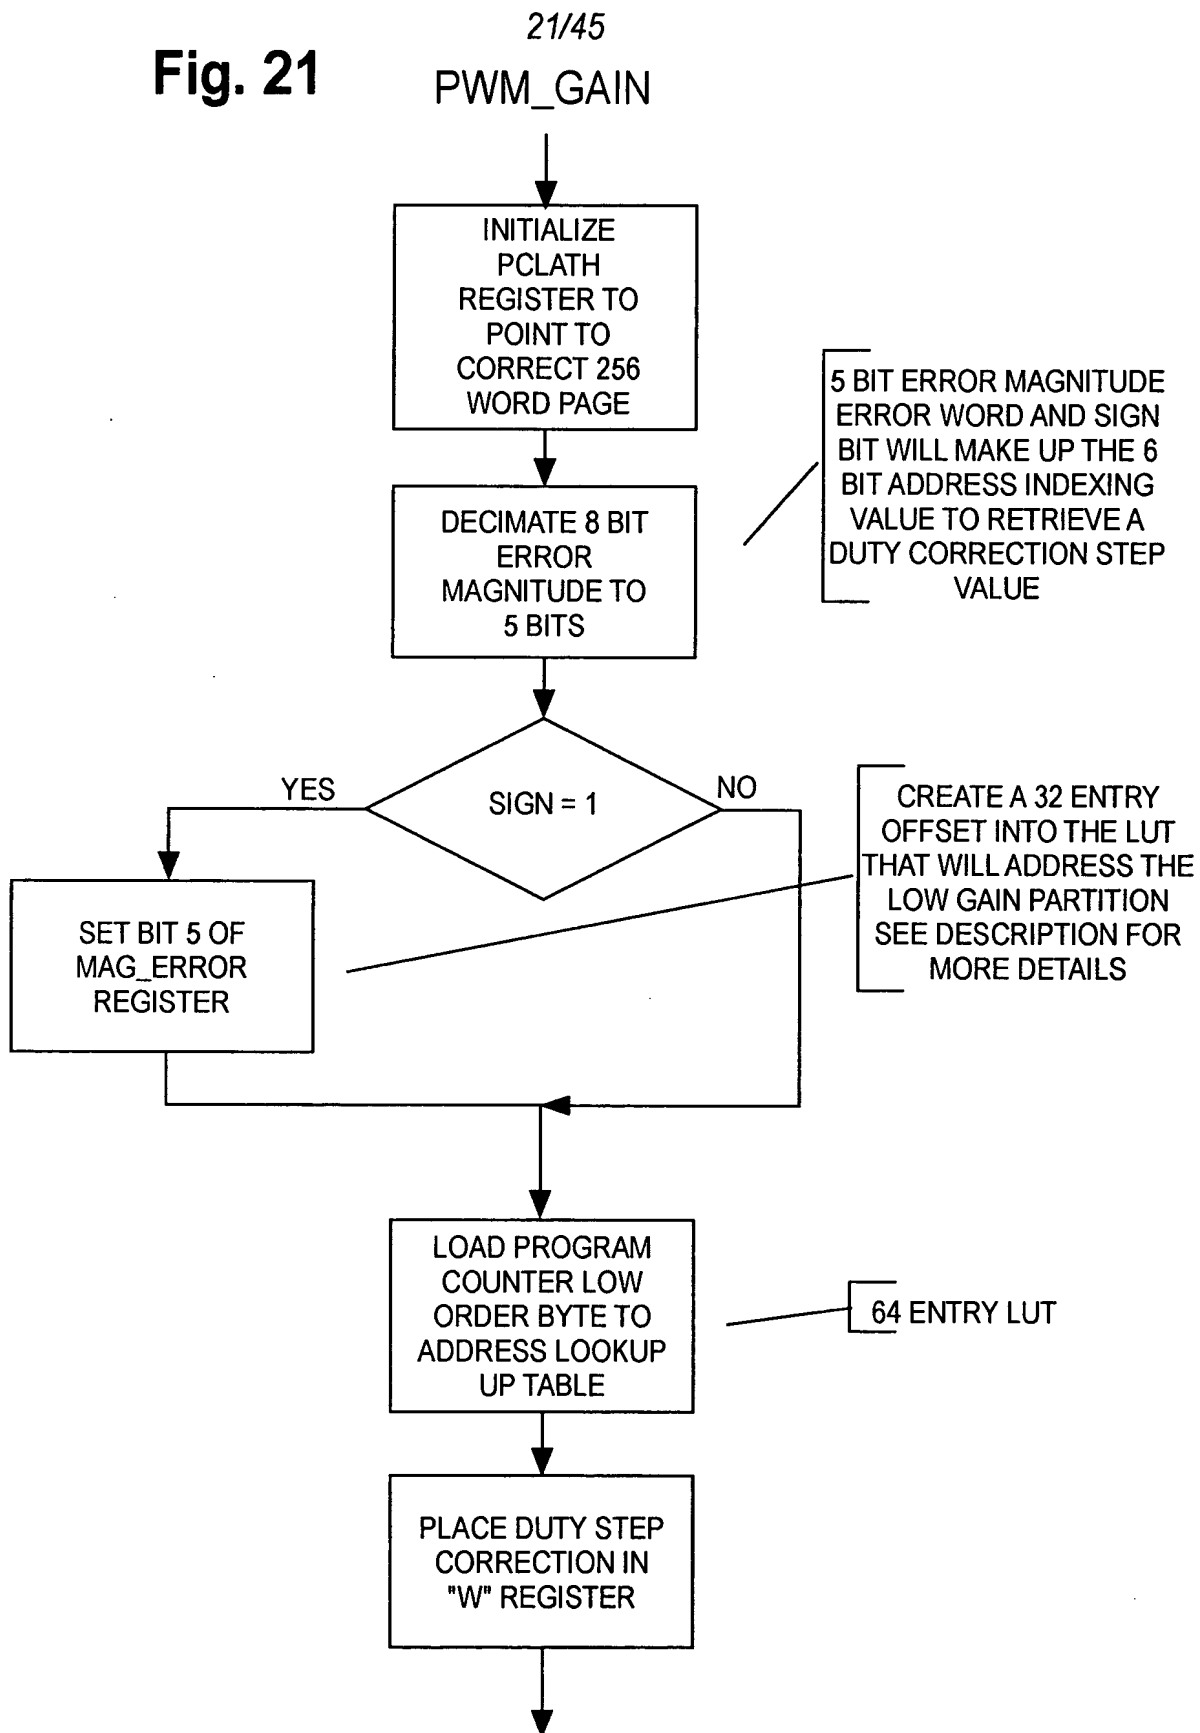 21/45
Fig. 21
PWM_GAIN
INITIALIZE
PCLATH
REGISTER TO
POINT TO
CORRECT 256
WORD PAGE
5 BIT ERROR MAGNITUDE
ERROR WORD AND SIGN
BIT WILL MAKE UP THE 6
BIT ADDRESS INDEXING
VALUE TO RETRIEVE A
DUTY CORRECTION STEP
VALUE
DECIMATE 8 BIT
ERROR
MAGNITUDE TO
5 BITS
YES
SIGN = 1
NO
CREATE A 32 ENTRY
OFFSET INTO THE LUT
THAT WILL ADDRESS THE
LOW GAIN PARTITION
SEE DESCRIPTION FOR
MORE DETAILS
SET BIT 5 OF
MAG_ERROR
REGISTER
LOAD PROGRAM
COUNTER LOW
ORDER BYTE TO
ADDRESS LOOKUP
UP TABLE
64 ENTRY LUT
PLACE DUTY STEP
CORRECTION IN
"W" REGISTER